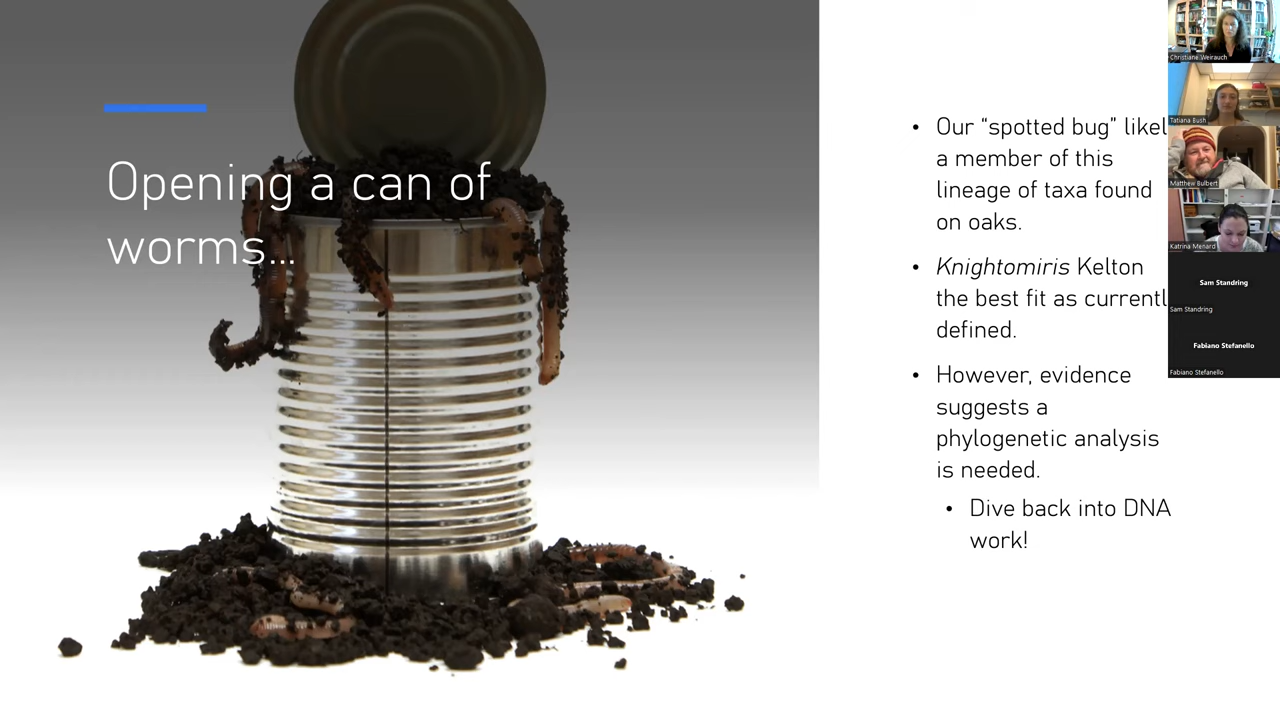 Opening a can of
worms...
• Our “spotted bug” likel
a member of this
lineage of taxa found
on oaks.
• Knightomiris Kelton
the best fit as currentl
defined.
• However, evidence
suggests a
phylogenetic analysis
is needed.
• Dive back into DNA
work!
Christiane Weirauch
Tatiana Bush
Matthew Bulbert
Katrina Menard
Sam Standring
Sam Standring
Fabiano Stefanello
Fabiano Stefanello